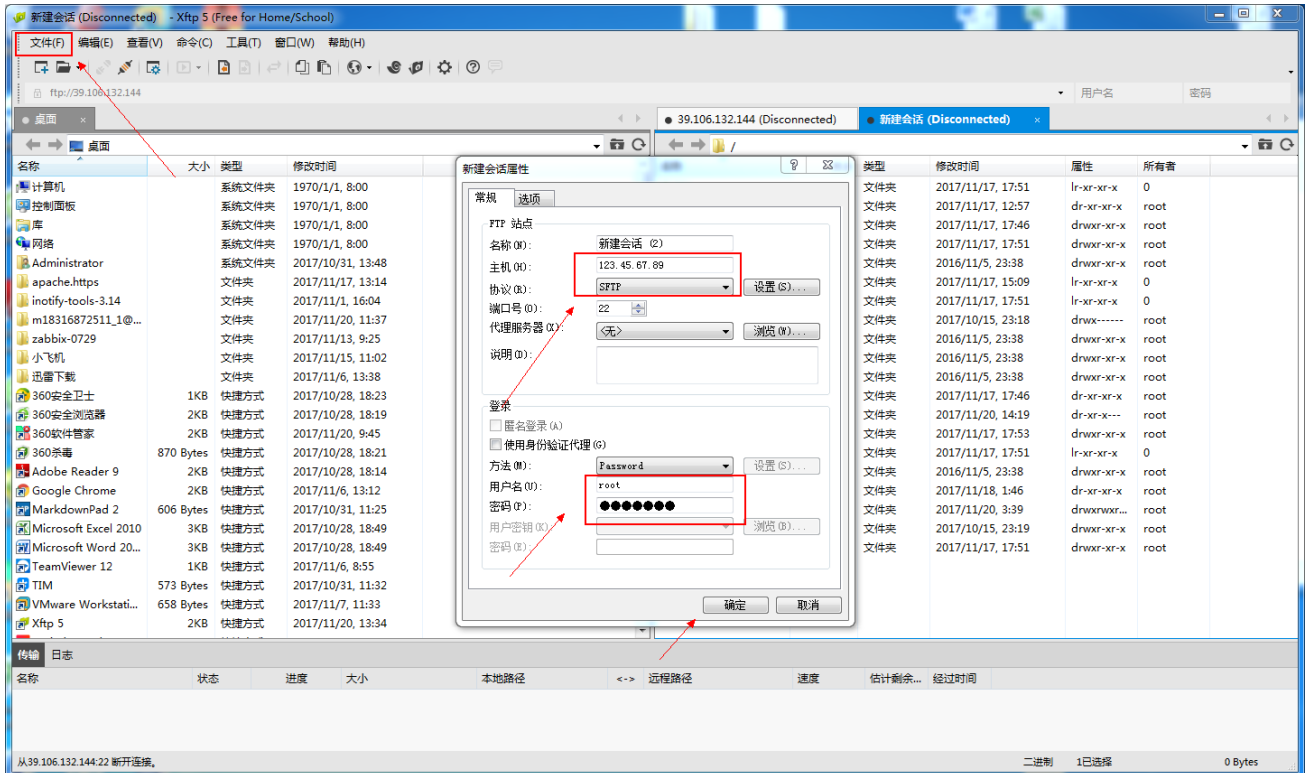 新建会话 (Disconnected) - Xftp 5 (Free for Home/School)
文件(F) 编辑(E) 查看(V) 命令(C) 工具(T) 窗口(W) 帮助(H)
ftp://39.106.132.144 用户名 密码
桌面 × 39.106.132.144 (Disconnected) 新建会话 (Disconnected) ×
桌面 /
名称 大小 类型 修改时间
计算机 系统文件夹 1970/1/1, 8:00
控制面板 系统文件夹 1970/1/1, 8:00
库 系统文件夹 1970/1/1, 8:00
网络 系统文件夹 1970/1/1, 8:00
Administrator 系统文件夹 2017/10/31, 13:48
apache.https 文件夹 2017/11/17, 13:14
inotify-tools-3.14 文件夹 2017/11/1, 16:04
m18316872511_1@... 文件夹 2017/11/20, 11:37
zabbix-0729 文件夹 2017/11/13, 9:25
小飞机 文件夹 2017/11/15, 11:02
迅雷下载 文件夹 2017/11/6, 13:38
360安全卫士 1KB 快捷方式 2017/10/28, 18:23
360安全浏览器 2KB 快捷方式 2017/10/28, 18:19
360软件管家 2KB 快捷方式 2017/11/20, 9:45
360杀毒 870 Bytes 快捷方式 2017/10/28, 18:21
Adobe Reader 9 2KB 快捷方式 2017/10/28, 18:14
Google Chrome 2KB 快捷方式 2017/11/6, 13:12
MarkdownPad 2 606 Bytes 快捷方式 2017/10/31, 11:25
Microsoft Excel 2010 3KB 快捷方式 2017/10/28, 18:49
Microsoft Word 20... 3KB 快捷方式 2017/10/28, 18:49
TeamViewer 12 1KB 快捷方式 2017/11/6, 8:55
TIM 573 Bytes 快捷方式 2017/10/31, 11:32
VMware Workstati... 658 Bytes 快捷方式 2017/11/7, 11:33
Xftp 5 2KB 快捷方式 2017/11/20, 13:34
新建会话属性
常规 选项
FTP 站点
名称(N): 新建会话 (2)
主机(H): 123.45.67.89
协议(R): SFTP 设置(S)...
端口号(O): 22
代理服务器(X): <无> 浏览(W)...
说明(D):
登录
匿名登录(A)
使用身份验证代理(G)
方法(M): Password 设置(S)...
用户名(U): root
密码(P): ●●●●●●●
用户密钥(K): 浏览(B)...
密码(E):
确定 取消
类型 修改时间 属性 所有者
文件夹 2017/11/17, 17:51 lr-xr-xr-x 0
文件夹 2017/11/17, 12:57 dr-xr-xr-x root
文件夹 2017/11/17, 17:46 drwxr-xr-x root
文件夹 2017/11/17, 17:51 drwxr-xr-x root
文件夹 2016/11/5, 23:38 drwxr-xr-x root
文件夹 2017/11/17, 15:09 lr-xr-xr-x 0
文件夹 2017/11/17, 17:51 lr-xr-xr-x 0
文件夹 2017/10/15, 23:18 drwx------ root
文件夹 2016/11/5, 23:38 drwxr-xr-x root
文件夹 2016/11/5, 23:38 drwxr-xr-x root
文件夹 2016/11/5, 23:38 drwxr-xr-x root
文件夹 2017/11/17, 17:46 dr-xr-xr-x root
文件夹 2017/11/20, 14:19 dr-xr-x--- root
文件夹 2017/11/17, 17:53 drwxr-xr-x root
文件夹 2017/11/17, 17:51 lr-xr-xr-x 0
文件夹 2016/11/5, 23:38 drwxr-xr-x root
文件夹 2017/11/18, 1:46 dr-xr-xr-x root
文件夹 2017/11/20, 3:39 drwxrwxr... root
文件夹 2017/10/15, 23:19 drwxr-xr-x root
文件夹 2017/11/17, 17:51 drwxr-xr-x root
传输 日志
名称 状态 进度 大小 本地路径 <-> 远程路径 速度 估计剩余... 经过时间
从39.106.132.144:22 断开连接。 二进制 1已选择 0 Bytes